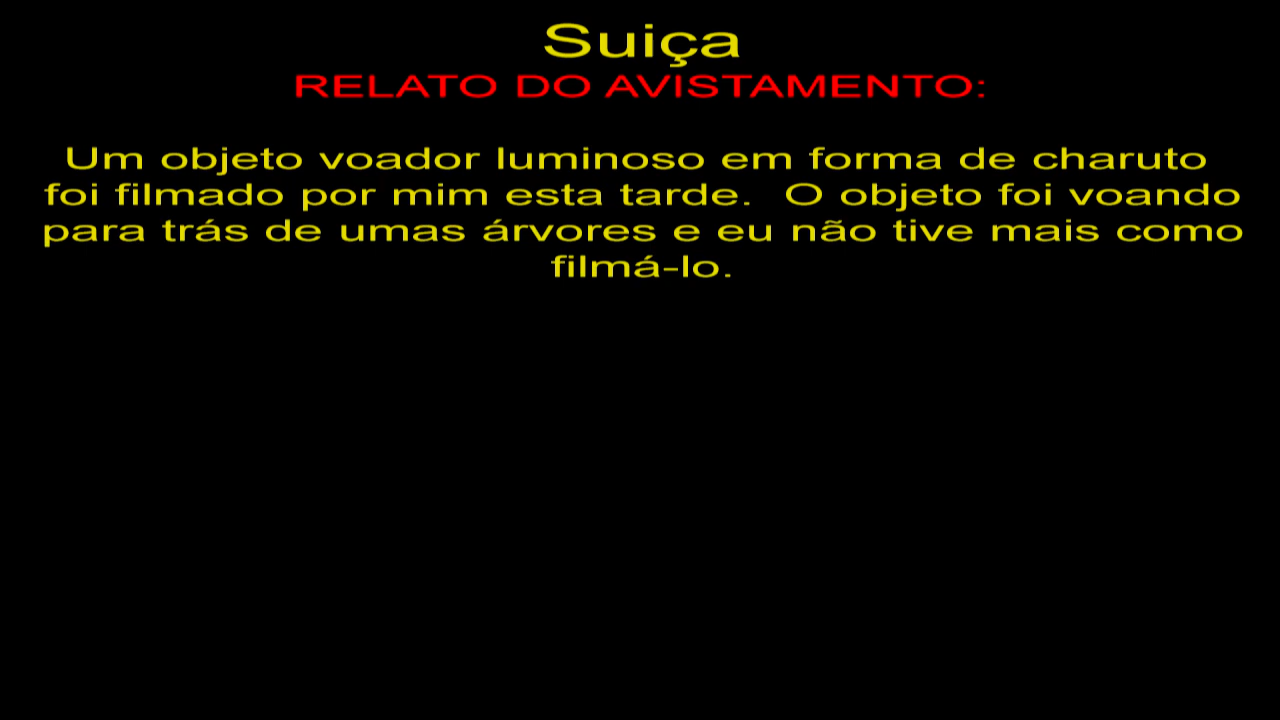 Suiça
RELATO DO AVISTAMENTO:
Um objeto voador luminoso em forma de charuto
foi filmado por mim esta tarde.  O objeto foi voando
para trás de umas árvores e eu não tive mais como
filmá-lo.